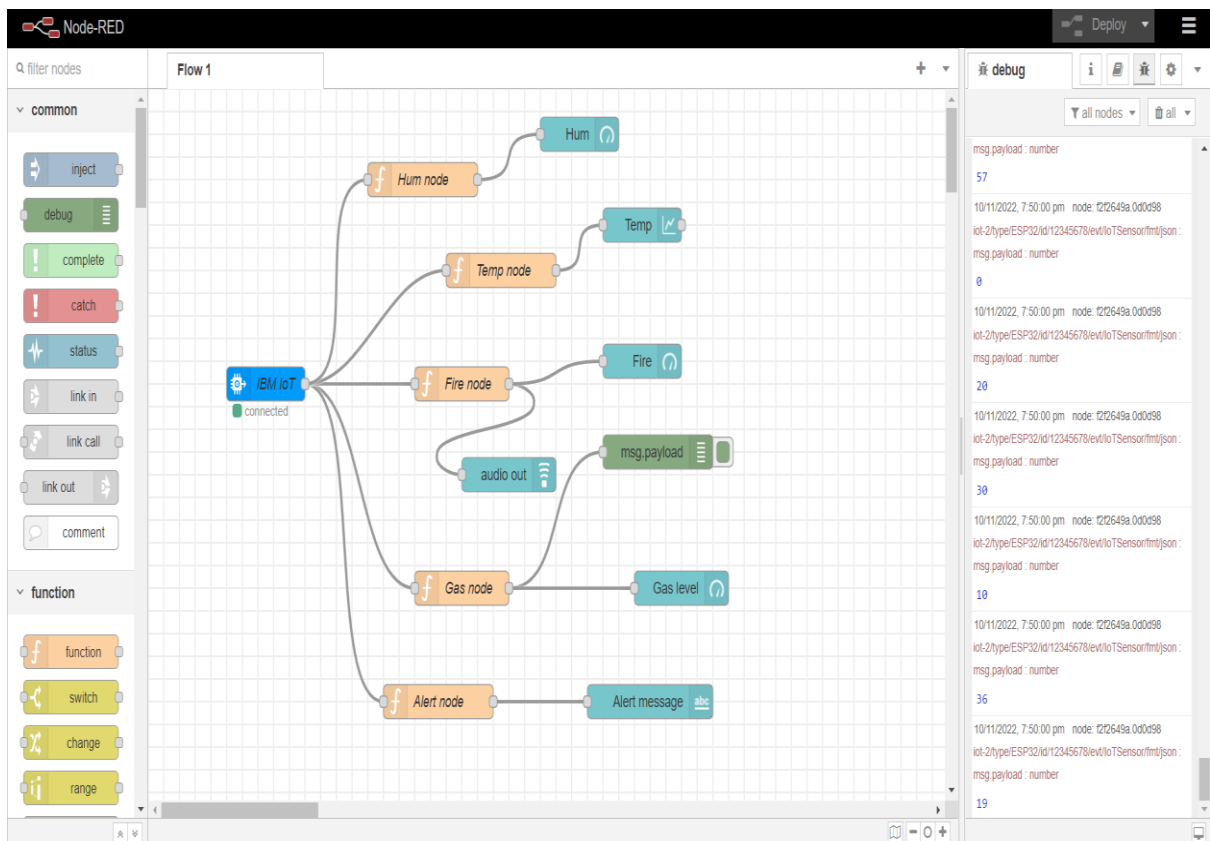 Node-RED
Deploy
filter nodes
Flow 1
debug
i
all nodes
all
common
inject
debug
complete
catch
status
link in
link call
link out
comment
function
function
switch
change
range
Hum
Hum node
Temp
Temp node
IBM IoT
connected
Fire node
Fire
audio out
msg.payload
Gas node
Gas level
Alert node
Alert message
abc
msg.payload : number
57
10/11/2022, 7:50:00 pm node: f2f2649a.0d0d98
iot-2/type/ESP32/id/12345678/evt/IoTSensor/fmt/json :
msg.payload : number
0
10/11/2022, 7:50:00 pm node: f2f2649a.0d0d98
iot-2/type/ESP32/id/12345678/evt/IoTSensor/fmt/json :
msg.payload : number
20
10/11/2022, 7:50:00 pm node: f2f2649a.0d0d98
iot-2/type/ESP32/id/12345678/evt/IoTSensor/fmt/json :
msg.payload : number
30
10/11/2022, 7:50:00 pm node: f2f2649a.0d0d98
iot-2/type/ESP32/id/12345678/evt/IoTSensor/fmt/json :
msg.payload : number
10
10/11/2022, 7:50:00 pm node: f2f2649a.0d0d98
iot-2/type/ESP32/id/12345678/evt/IoTSensor/fmt/json :
msg.payload : number
36
10/11/2022, 7:50:00 pm node: f2f2649a.0d0d98
iot-2/type/ESP32/id/12345678/evt/IoTSensor/fmt/json :
msg.payload : number
19